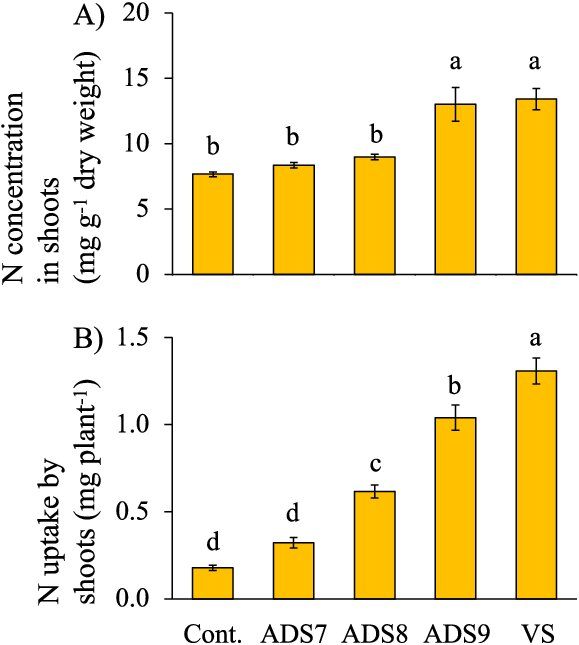 A)
N concentration
in shoots
(mg g-1 dry weight)
20
15
10
5
0
b
b
b
a
a
B)
N uptake by
shoots (mg plant-1)
1.5
1.0
0.5
0.0
d
d
c
b
a
Cont. ADS7 ADS8 ADS9 VS